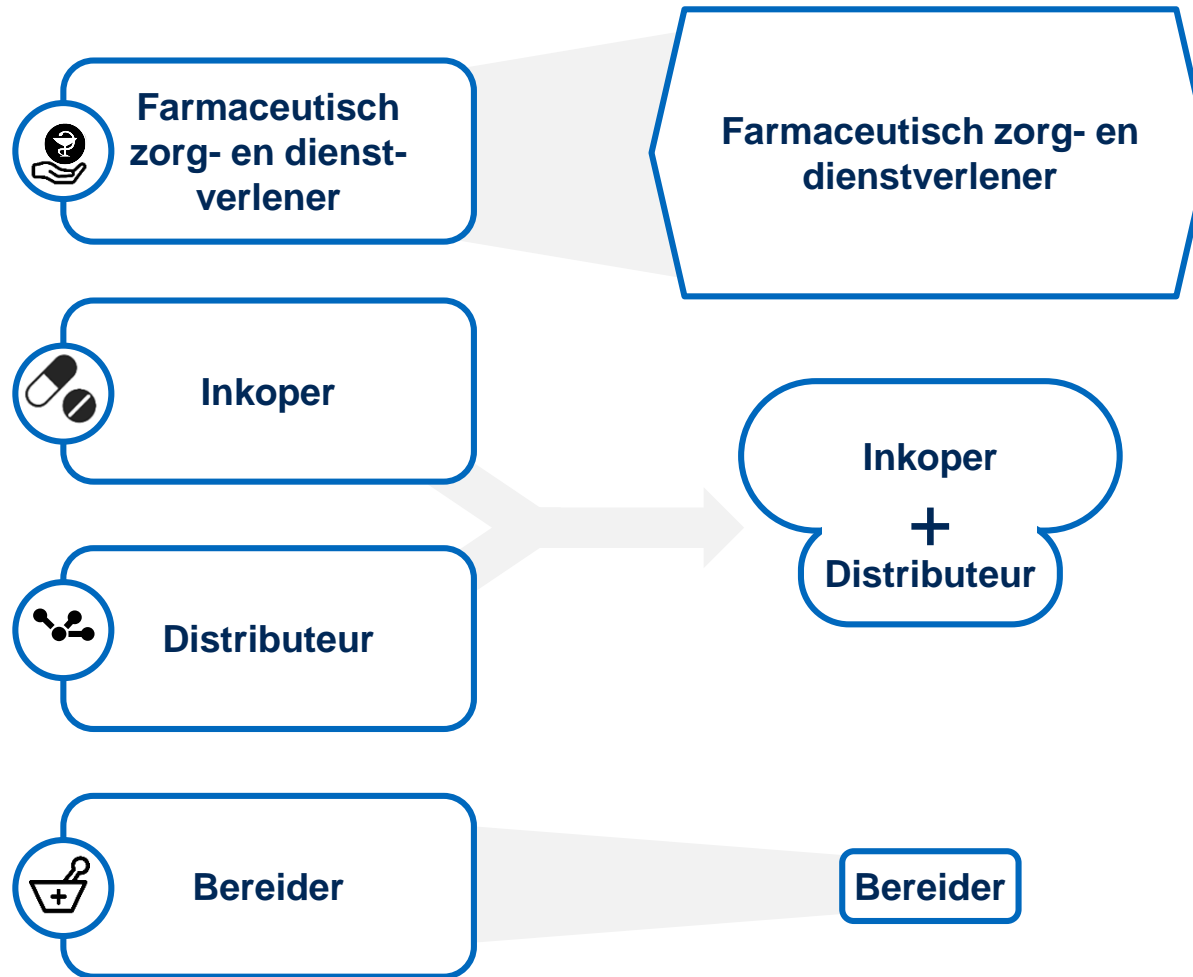 Farmaceutisch
zorg- en dienst-
verlener
Farmaceutisch zorg- en
dienstverlener
Inkoper
Inkoper
+
Distributeur
Distributeur
Bereider
Bereider